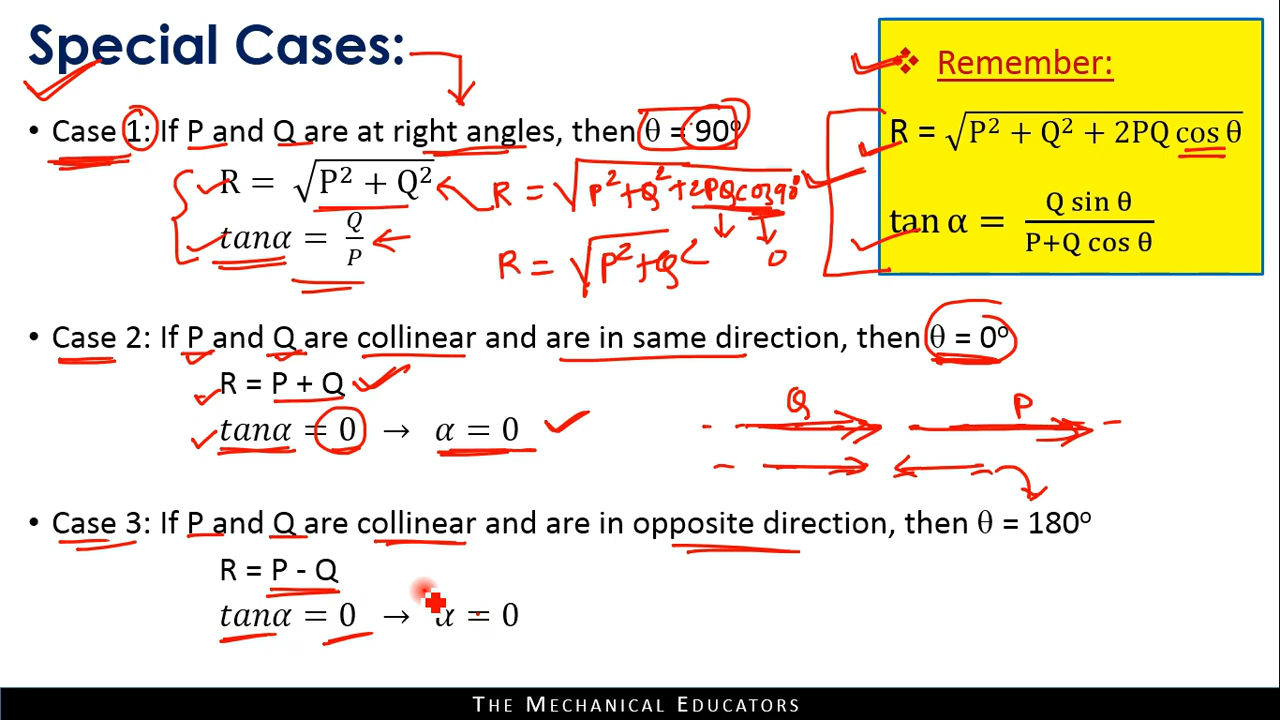 Special Cases:
• Case 1: If P and Q are at right angles, then θ = 90°
R = √P² + Q²
R = √P²+Q²+2PQcos90°
tanα = Q/P
R = √P²+Q²
0
❖ Remember:
R = √P² + Q² + 2PQ cos θ
tan α = Q sin θ / P+Q cos θ
• Case 2: If P and Q are collinear and are in same direction, then θ = 0°
R = P + Q
tanα = 0 → α = 0
Q P
• Case 3: If P and Q are collinear and are in opposite direction, then θ = 180°
R = P - Q
tanα = 0 → α = 0
THE MECHANICAL EDUCATORS